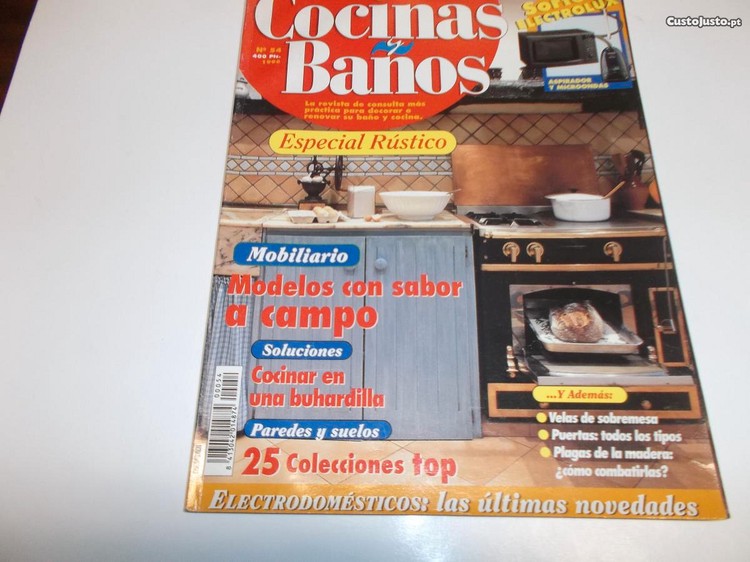 Cocinas
y
Baños
Nº 54
ELECTROLUX
CustoJusto.pt
ASPIRADOR
Y MICROONDAS
La revista de consulta más
práctica para decorar o
renovar su baño y cocina.
Especial Rústico
Mobiliario
Modelos con sabor
a campo
Soluciones
Cocinar en
una buhardilla
Paredes y suelos
25 Colecciones top
...Y Además:
Velas de sobremesa
Puertas: todos los tipos
Plagas de la madera:
¿cómo combatirlas?
00054
ELECTRODOMÉSTICOS: las últimas novedades